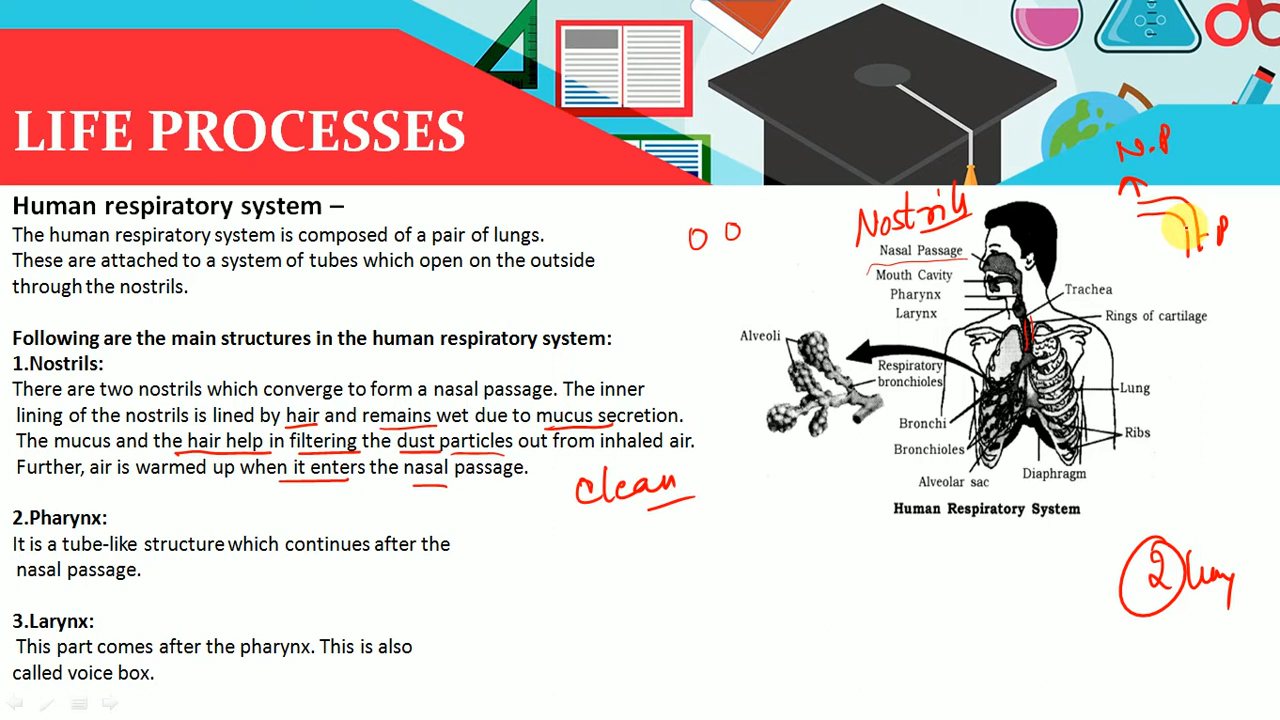 LIFE PROCESSES
Human respiratory system –
The human respiratory system is composed of a pair of lungs.
These are attached to a system of tubes which open on the outside
through the nostrils.
Following are the main structures in the human respiratory system:
1.Nostrils:
There are two nostrils which converge to form a nasal passage. The inner
lining of the nostrils is lined by hair and remains wet due to mucus secretion.
The mucus and the hair help in filtering the dust particles out from inhaled air.
Further, air is warmed up when it enters the nasal passage.
clean
2.Pharynx:
It is a tube-like structure which continues after the
nasal passage.
3.Larynx:
This part comes after the pharynx. This is also
called voice box.
N.P
P
Nostrils
Nasal Passage
Mouth Cavity
Pharynx
Larynx
Trachea
Rings of cartilage
Alveoli
Respiratory
bronchioles
Lung
Bronchi
Ribs
Bronchioles
Diaphragm
Alveolar sac
Human Respiratory System
2